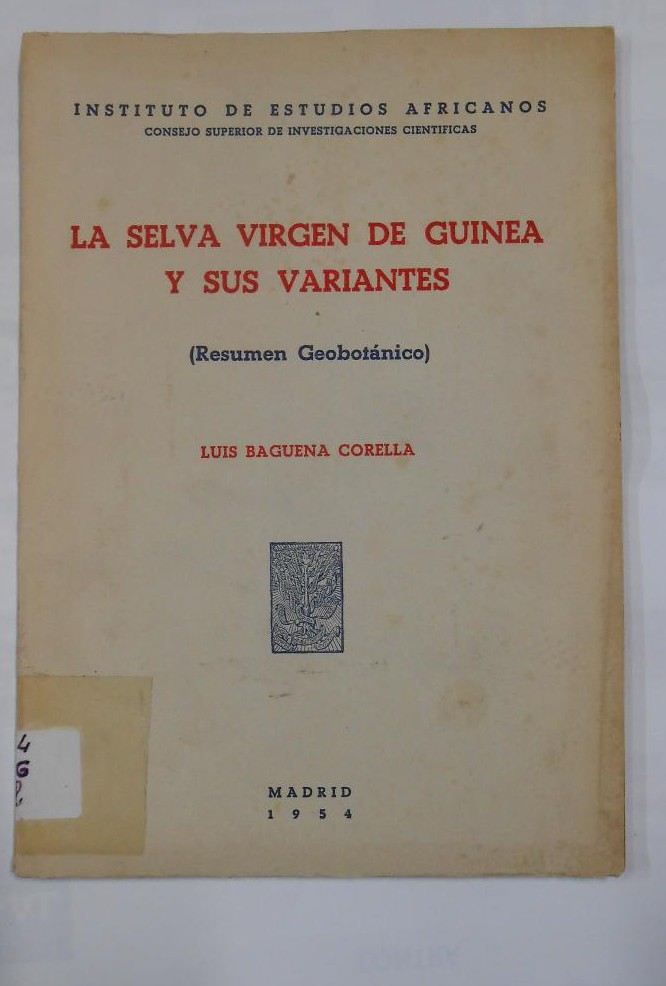 INSTITUTO DE ESTUDIOS AFRICANOS
CONSEJO SUPERIOR DE INVESTIGACIONES CIENTIFICAS
LA SELVA VIRGEN DE GUINEA
Y SUS VARIANTES
(Resumen Geobotánico)
LUIS BAGUENA CORELLA
4
G
MADRID
1954